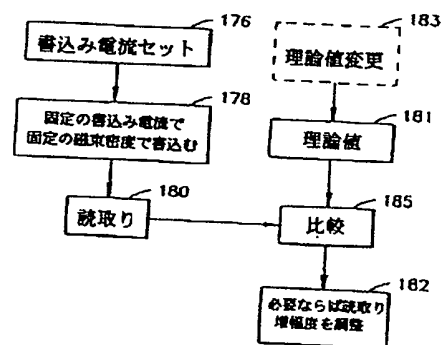 176
書込み電流セット
178
固定の書込み電流で
固定の磁束密度で書込む
180
読取り
183
理論値変更
181
理論値
185
比較
182
必要ならば読取り
増幅度を調整